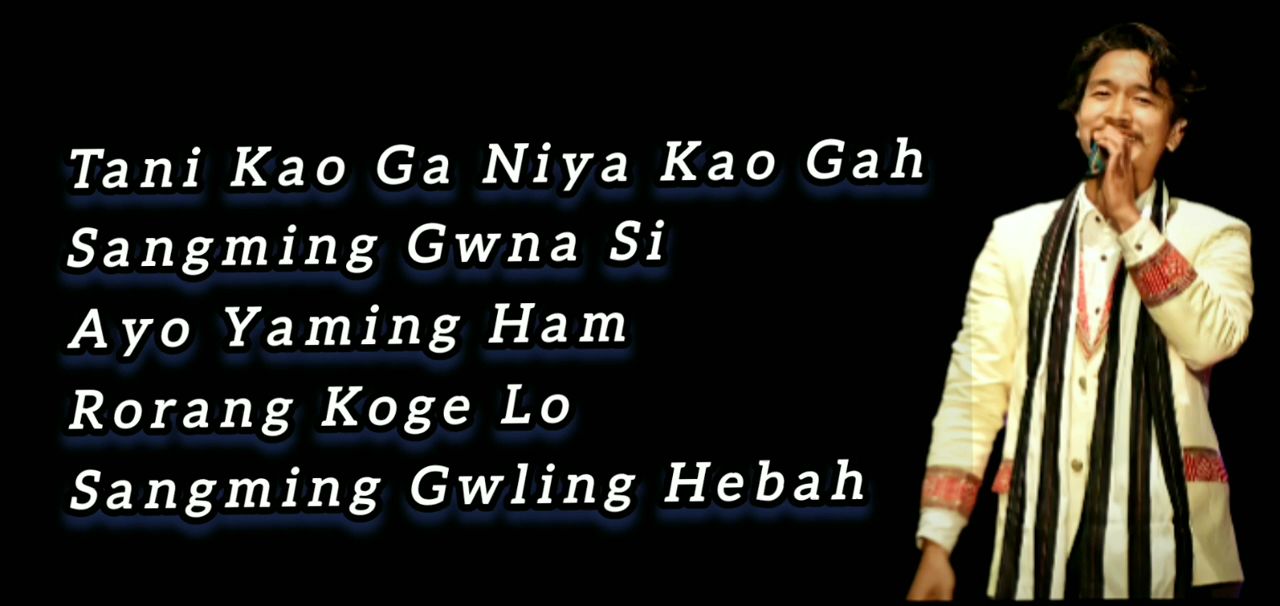 Tani Kao Ga Niya Kao Gah
Sangming Gwna Si
Ayo Yaming Ham
Rorang Koge Lo
Sangming Gwling Hebah